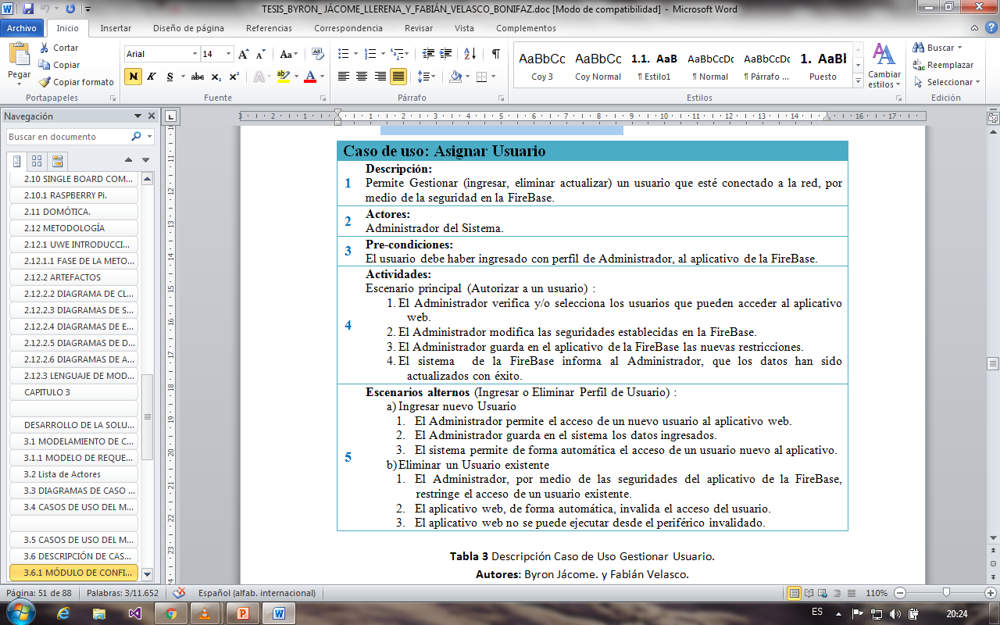 TESIS_BYRON_JÁCOME_LLERENA_Y_FABIÁN_VELASCO_BONIFAZ.doc [Modo de compatibilidad] - Microsoft Word
Archivo Inicio Insertar Diseño de página Referencias Correspondencia Revisar Vista Complementos
Pegar
Cortar
Copiar
Copiar formato
Portapapeles
Arial 14
N K S abc x₂ x²
Fuente
Párrafo
AaBbCc AaBbCc 1.1. AaB AaBbCcDc AaBbCcDc 1. AaBl
Coy 3 Coy Normal ¶ Estilo1 ¶ Normal ¶ Párrafo ... Puesto
Cambiar estilos
Estilos
Buscar
Reemplazar
Seleccionar
Edición
Navegación
Buscar en documento
2.10 SINGLE BOARD COM...
2.10.1 RASPBERRY Pi.
2.11 DOMÓTICA.
2.12 METODOLOGÍA
2.12.1 UWE INTRODUCCI...
2.12.1.1 FASE DE LA METO...
2.12.2 ARTEFACTOS
2.12.2.2 DIAGRAMA DE CL...
2.12.2.3 DIAGRAMAS DE S...
2.12.2.4 DIAGRAMAS DE E...
2.12.2.5 DIAGRAMAS DE D...
2.12.2.6 DIAGRAMAS DE A...
2.12.3 LENGUAJE DE MOD...
CAPITULO 3
DESARROLLO DE LA SOLU...
3.1 MODELAMIENTO DE C...
3.1.1 MODELO DE REQUE...
3.2 Lista de Actores
3.3 DIAGRAMAS DE CASO ...
3.4 CASOS DE USO DEL M...
3.5 CASOS DE USO DEL M...
3.6 DESCRIPCIÓN DE CAS...
3.6.1 MÓDULO DE CONFI...
Caso de uso: Asignar Usuario
1
Descripción:
Permite Gestionar (ingresar, eliminar actualizar) un usuario que esté conectado a la red, por
medio de la seguridad en la FireBase.
2
Actores:
Administrador del Sistema.
3
Pre-condiciones:
El usuario debe haber ingresado con perfil de Administrador, al aplicativo de la FireBase.
4
Actividades:
Escenario principal (Autorizar a un usuario) :
1. El Administrador verifica y/o selecciona los usuarios que pueden acceder al aplicativo
web.
2. El Administrador modifica las seguridades establecidas en la FireBase.
3. El Administrador guarda en el aplicativo de la FireBase las nuevas restricciones.
4. El sistema de la FireBase informa al Administrador, que los datos han sido
actualizados con éxito.
5
Escenarios alternos (Ingresar o Eliminar Perfil de Usuario) :
a) Ingresar nuevo Usuario
1. El Administrador permite el acceso de un nuevo usuario al aplicativo web.
2. El Administrador guarda en el sistema los datos ingresados.
3. El sistema permite de forma automática el acceso de un usuario nuevo al aplicativo.
b) Eliminar un Usuario existente
1. El Administrador, por medio de las seguridades del aplicativo de la FireBase,
restringe el acceso de un usuario existente.
2. El aplicativo web, de forma automática, invalida el acceso del usuario.
3. El aplicativo web no se puede ejecutar desde el periférico invalidado.
Tabla 3 Descripción Caso de Uso Gestionar Usuario.
Autores: Byron Jácome. y Fabián Velasco.
Página: 51 de 88 Palabras: 3/11.652 Español (alfab. internacional) 110%
ES 20:24